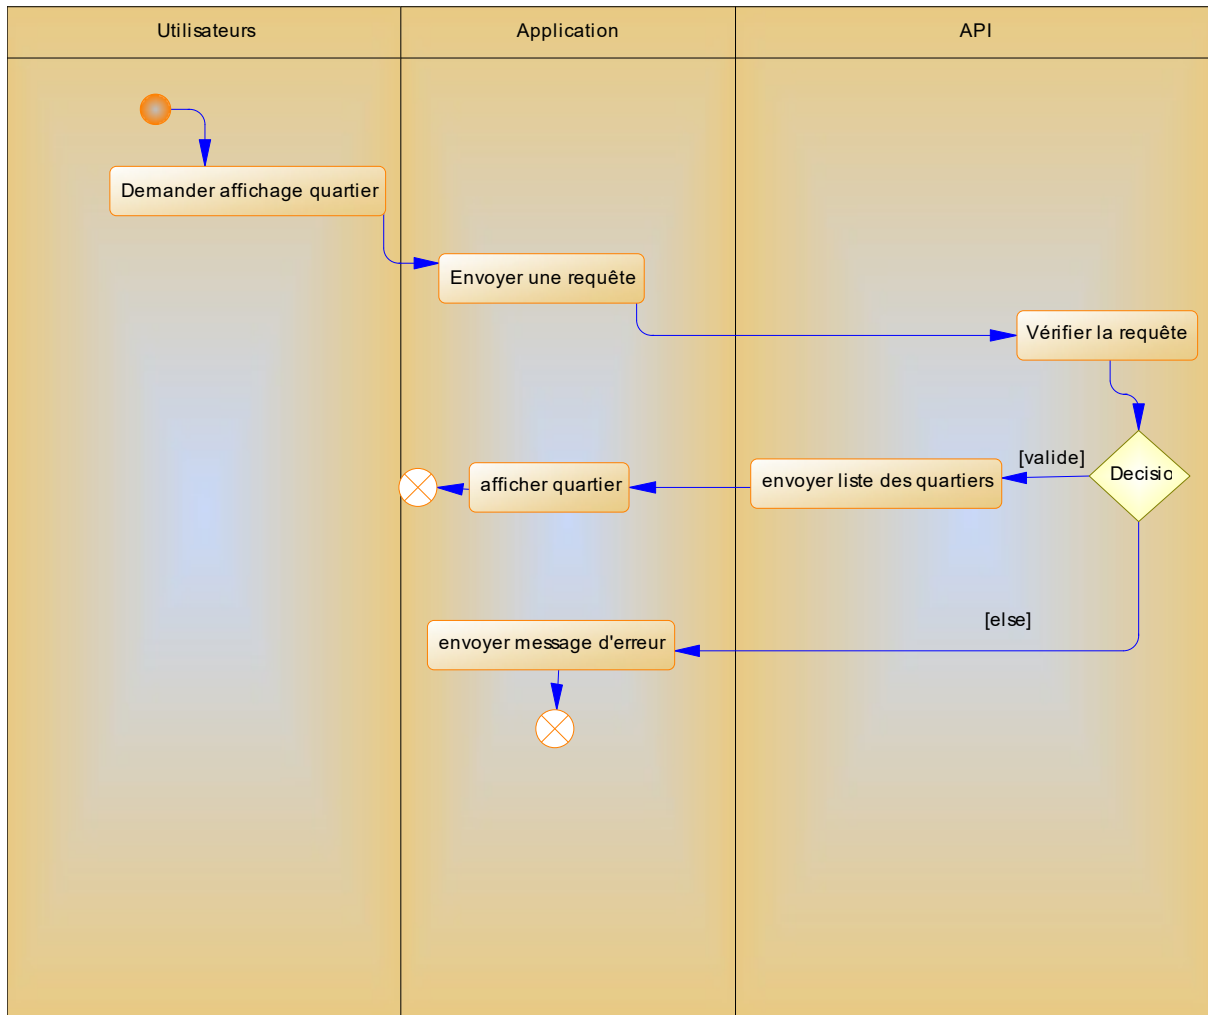 Utilisateurs
Application
API
Demander affichage quartier
Envoyer une requête
Vérifier la requête
[valide]
Decisio
envoyer liste des quartiers
afficher quartier
[else]
envoyer message d'erreur